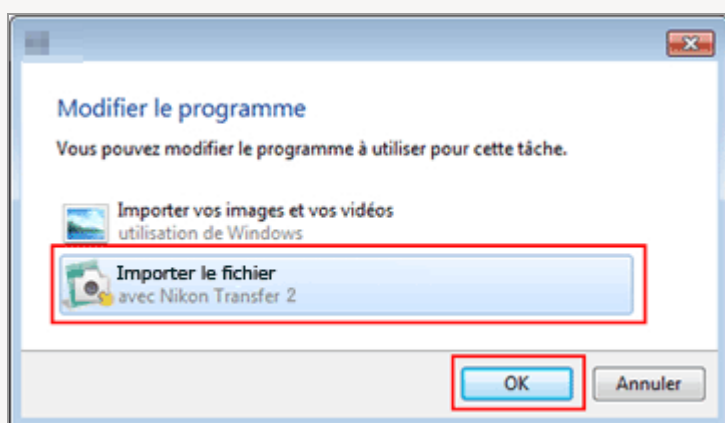 Modifier le programme
Vous pouvez modifier le programme à utiliser pour cette tâche.
Importer vos images et vos vidéos
utilisation de Windows
Importer le fichier
avec Nikon Transfer 2
OK
Annuler